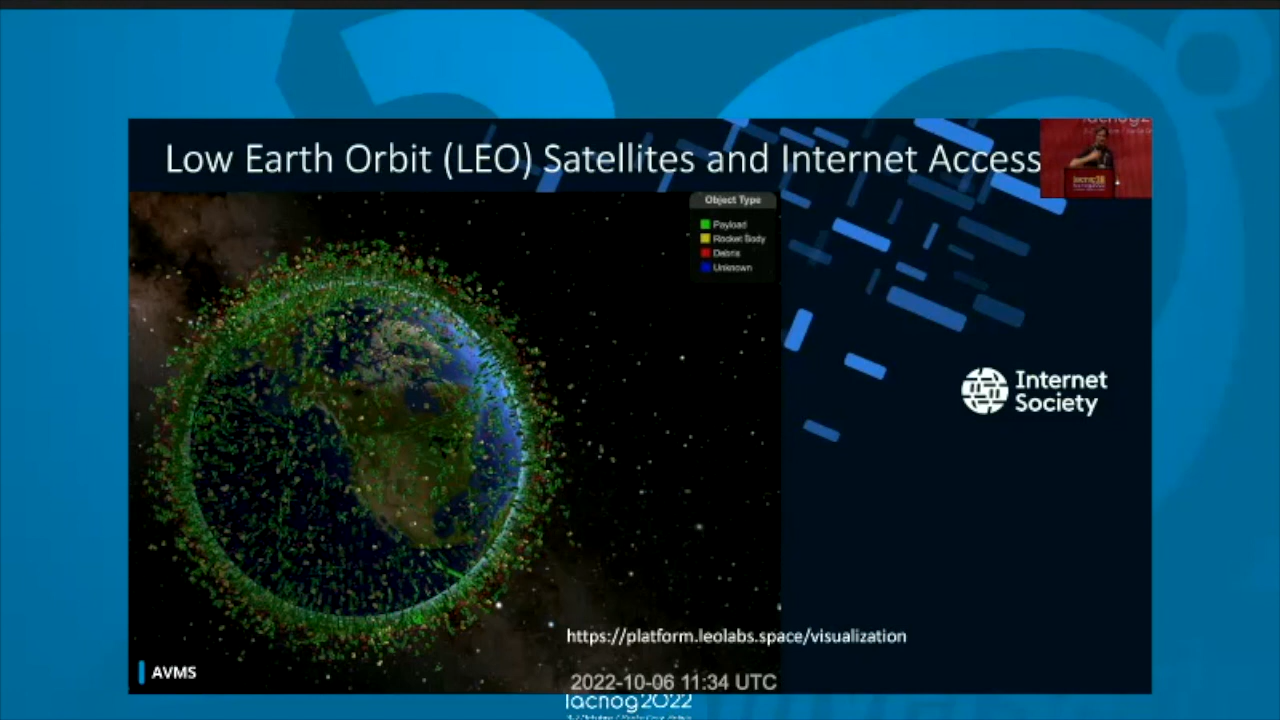 Low Earth Orbit (LEO) Satellites and Internet Access
Object Type
Payload
Rocket Body
Debris
Unknown
Internet
Society
https://platform.leolabs.space/visualization
AVMS
2022-10-06 11:34 UTC
lacnog2022